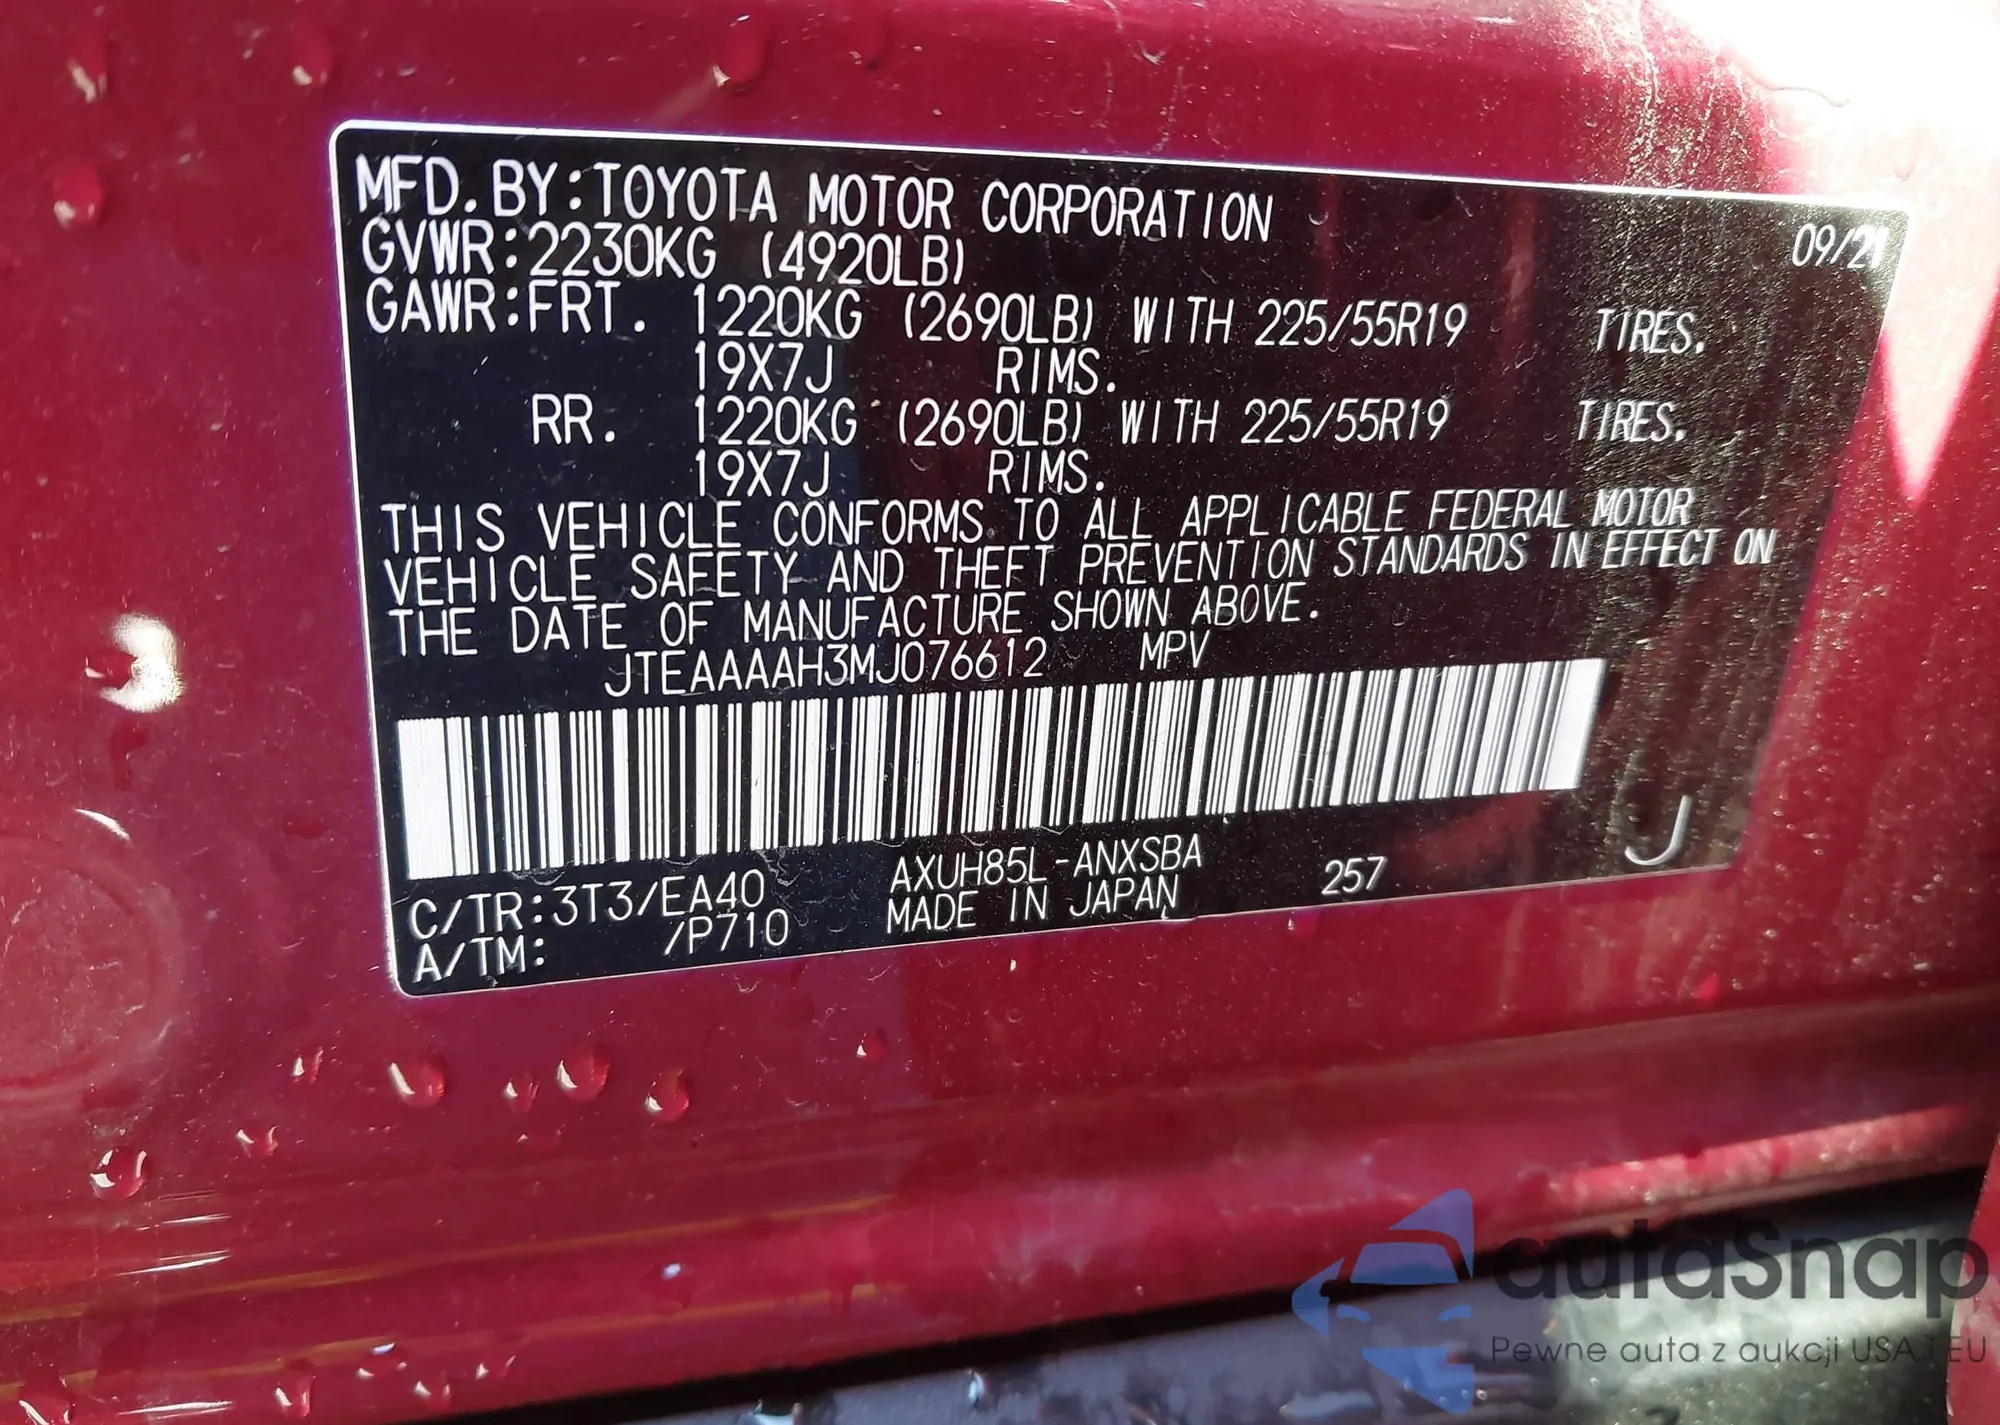 MFD. BY:TOYOTA MOTOR CORPORATION
09/21
GVWR:2230KG (4920LB)
GAWR:FRT. 1220KG (2690LB) WITH 225/55R19 TIRES.
19X7J RIMS.
RR. 1220KG (2690LB) WITH 225/55R19 TIRES.
19X7J RIMS.
THIS VEHICLE CONFORMS TO ALL APPLICABLE FEDERAL MOTOR
VEHICLE SAFETY AND THEFT PREVENTION STANDARDS IN EFFECT ON
THE DATE OF MANUFACTURE SHOWN ABOVE.
JTEAAAAH3MJ076612 MPV
C/TR:3T3/EA40 AXUH85L-ANXSBA 257 J
A/TM: /P710 MADE IN JAPAN
autaSnap
Pewne auta z aukcji USA i EU